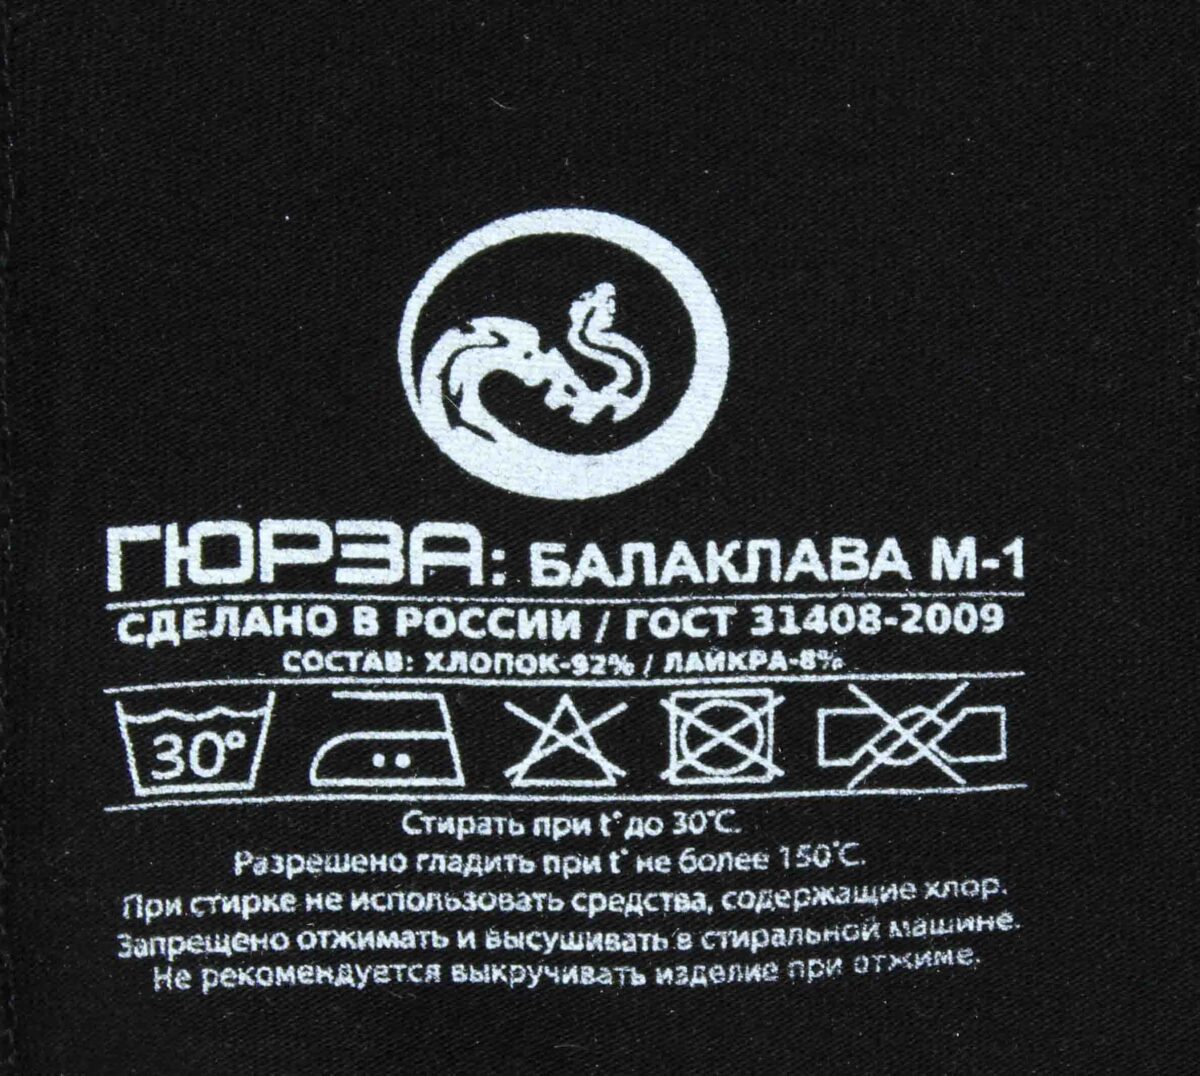 ГЮРЗА: БАЛАКЛАВА М-1
СДЕЛАНО В РОССИИ / ГОСТ 31408-2009
СОСТАВ: ХЛОПОК-92% / ЛАЙКРА-8%
30°
Стирать при t° до 30°С.
Разрешено гладить при t° не более 150°С.
При стирке не использовать средства, содержащие хлор.
Запрещено отжимать и высушивать в стиральной машине.
Не рекомендуется выкручивать изделие при отжиме.